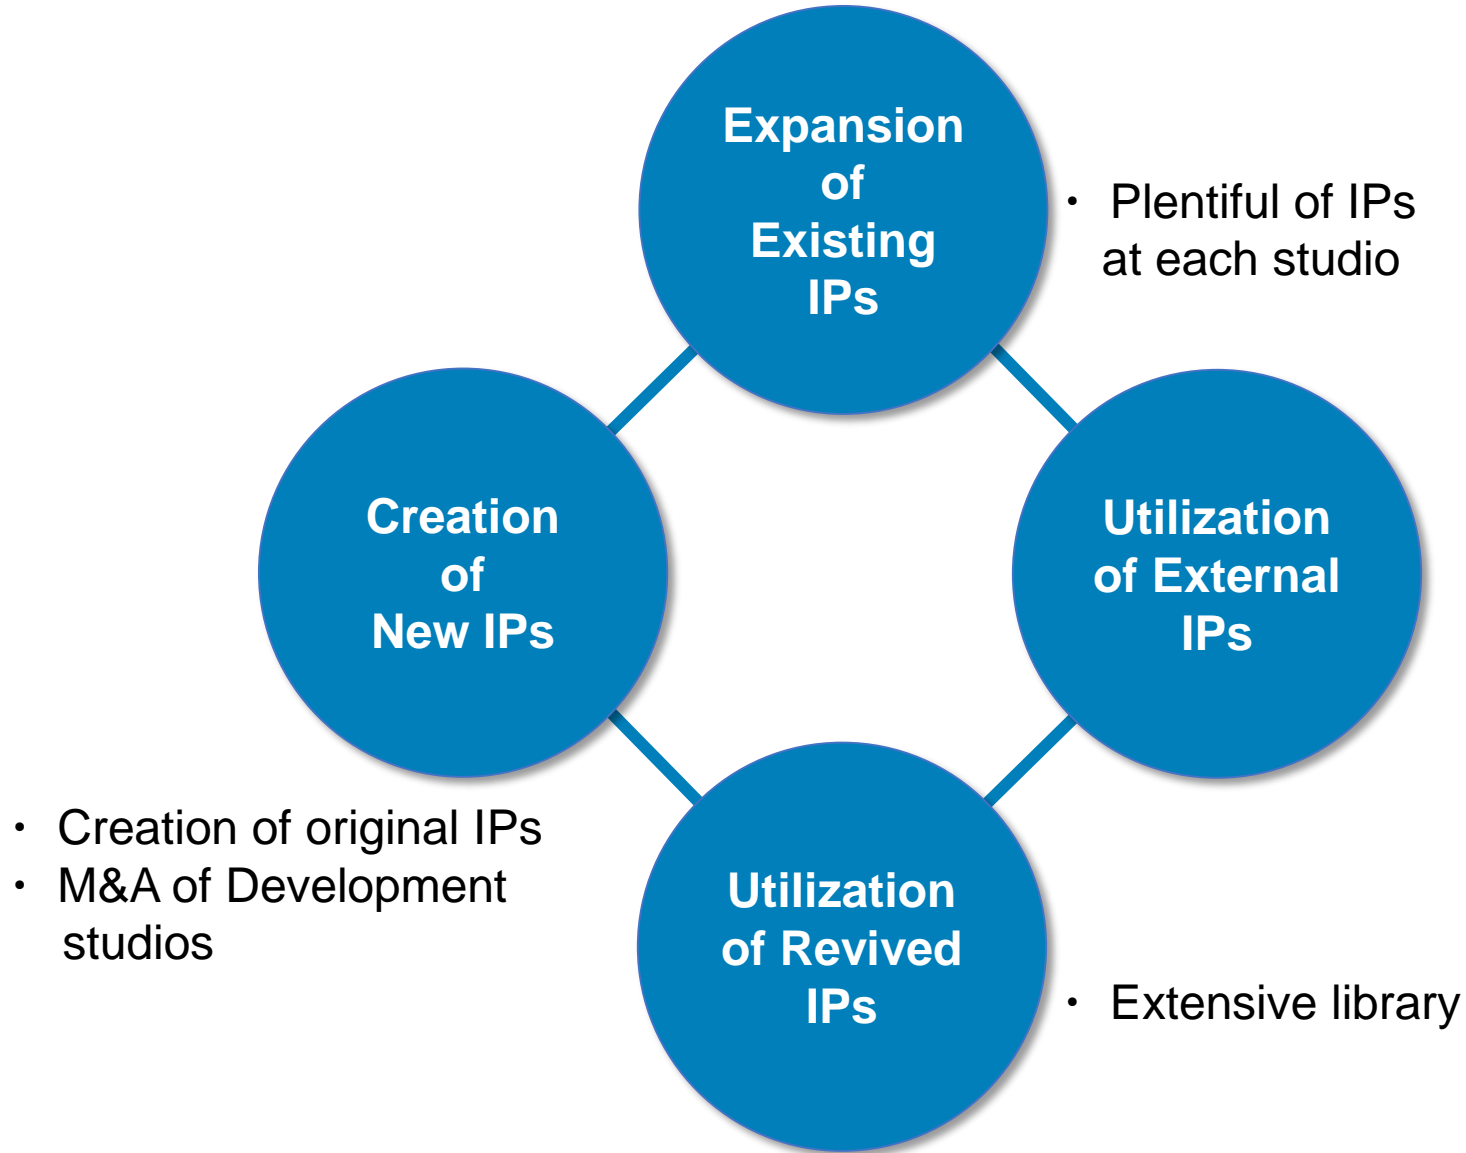 Expansion
of
Existing
IPs
・ Plentiful of IPs
at each studio
Creation
of
New IPs
Utilization
of External
IPs
・ Creation of original IPs
・ M&A of Development
studios
Utilization
of Revived
IPs
・ Extensive library